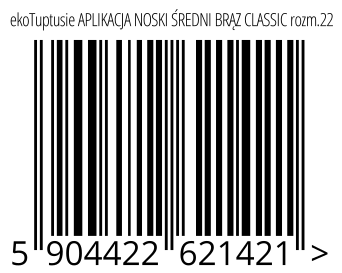 ekoTuptusie APLIKACJA NOSKI ŚREDNI BRĄZ CLASSIC rozm.22
5 904422 621421 >